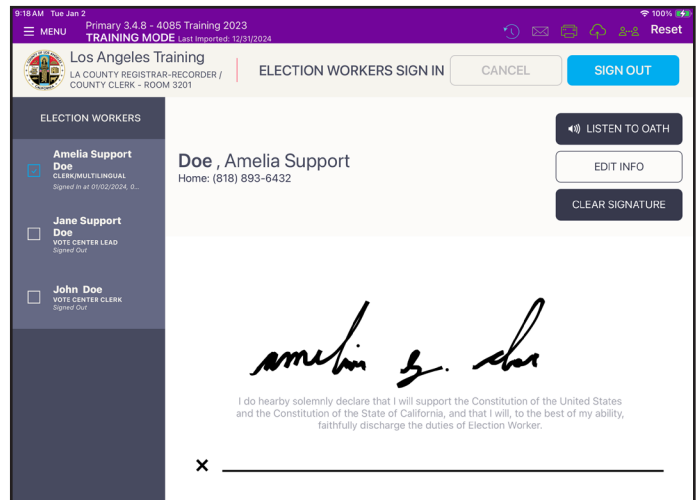 9:18 AM Tue Jan 2
100%
MENU
Primary 3.4.8 - 4085 Training 2023
TRAINING MODE Last Imported: 12/31/2024
Reset
Los Angeles Training
LA COUNTY REGISTRAR-RECORDER /
COUNTY CLERK - ROOM 3201
ELECTION WORKERS SIGN IN
CANCEL
SIGN OUT
ELECTION WORKERS
Amelia Support
Doe
CLERK/MULTILINGUAL
Signed In at 01/02/2024, 0...
Jane Support
Doe
VOTE CENTER LEAD
Signed Out
John Doe
VOTE CENTER CLERK
Signed Out
Doe , Amelia Support
Home: (818) 893-6432
LISTEN TO OATH
EDIT INFO
CLEAR SIGNATURE
amelia s. doe
I do hearby solemnly declare that I will support the Constitution of the United States
and the Constitution of the State of California, and that I will, to the best of my ability,
faithfully discharge the duties of Election Worker.
×